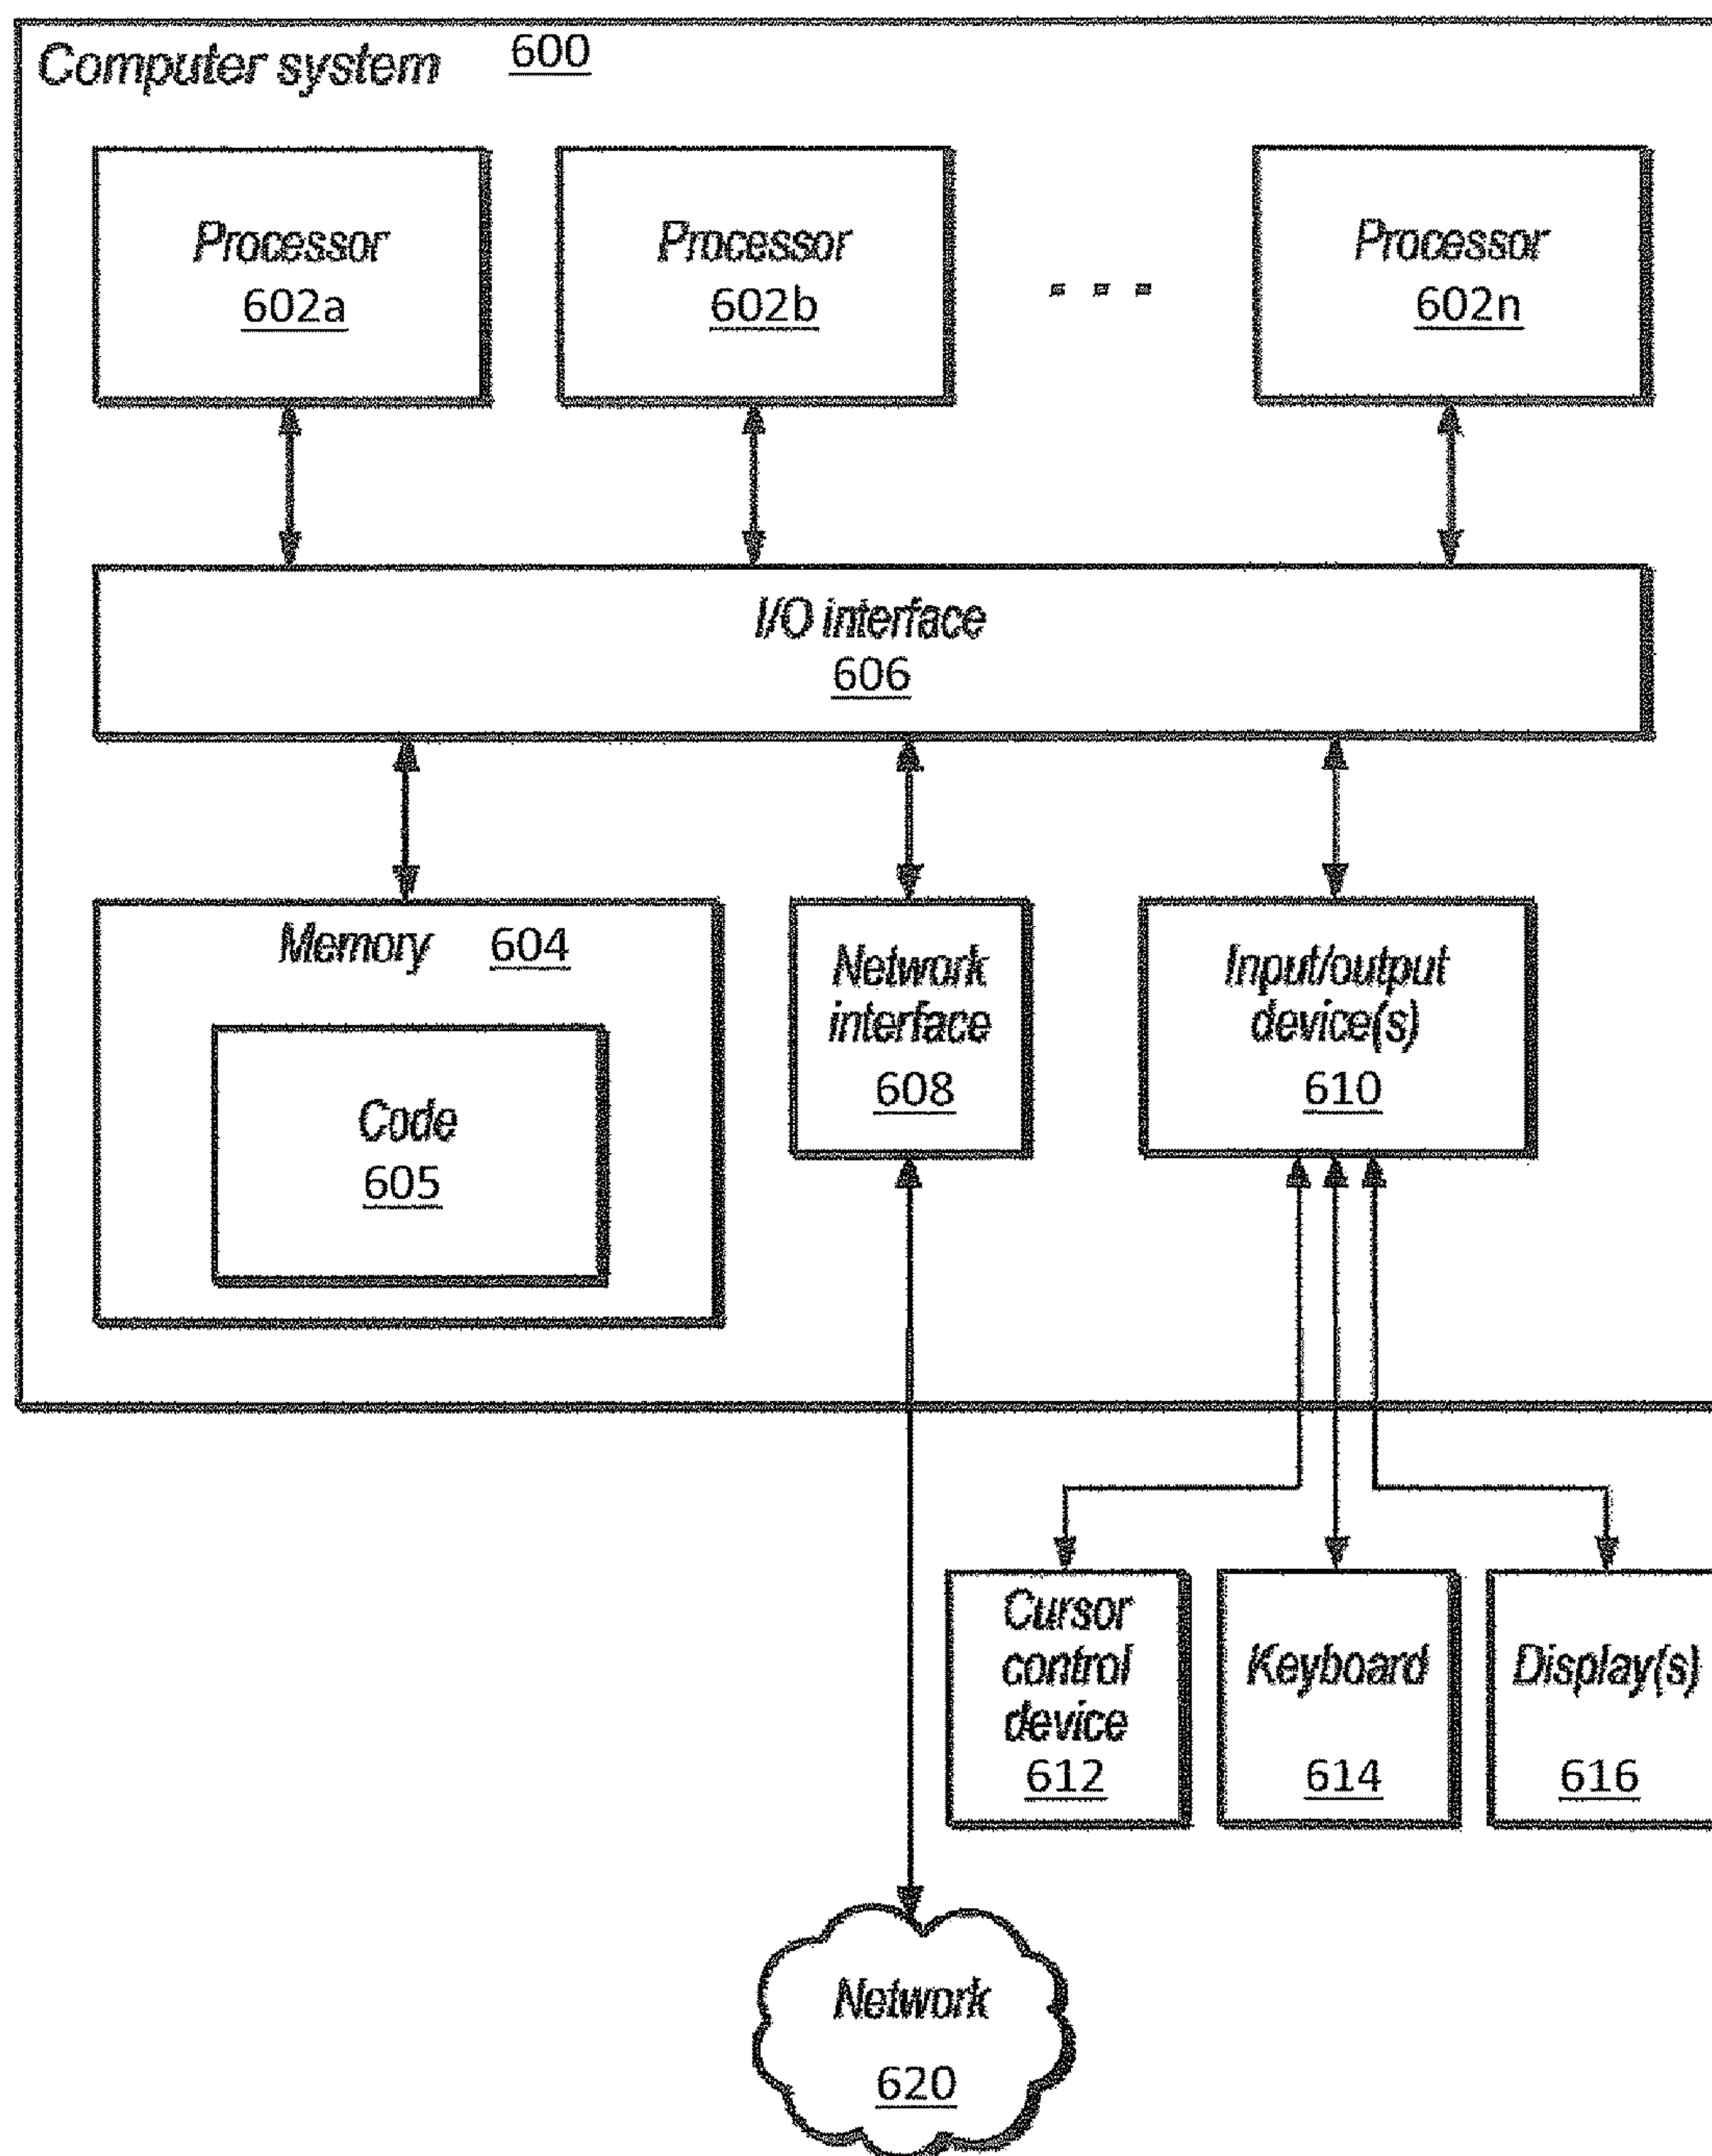 Computer system 600
Processor
602a
Processor
602b
. . .
Processor
602n
I/O interface
606
Memory 604
Code
605
Network
interface
608
Input/output
device(s)
610
Cursor
control
device
612
Keyboard
614
Display(s)
616
Network
620